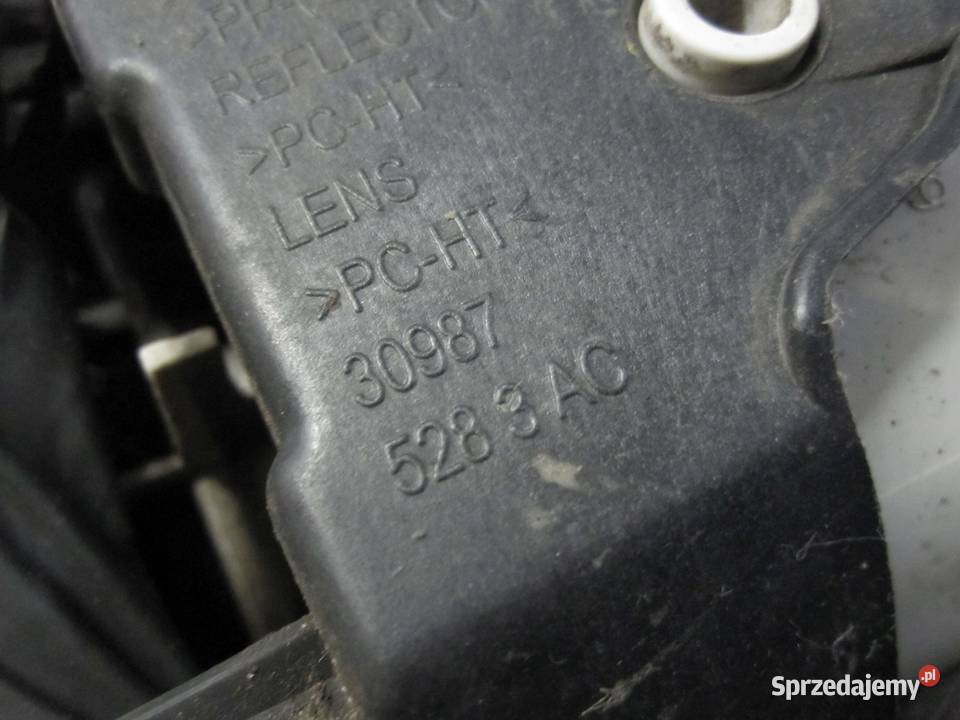 REFLECTOR
>PC-HT<
LENS
>PC-HT<
30987
528 3 AC
Sprzedajemy.pl